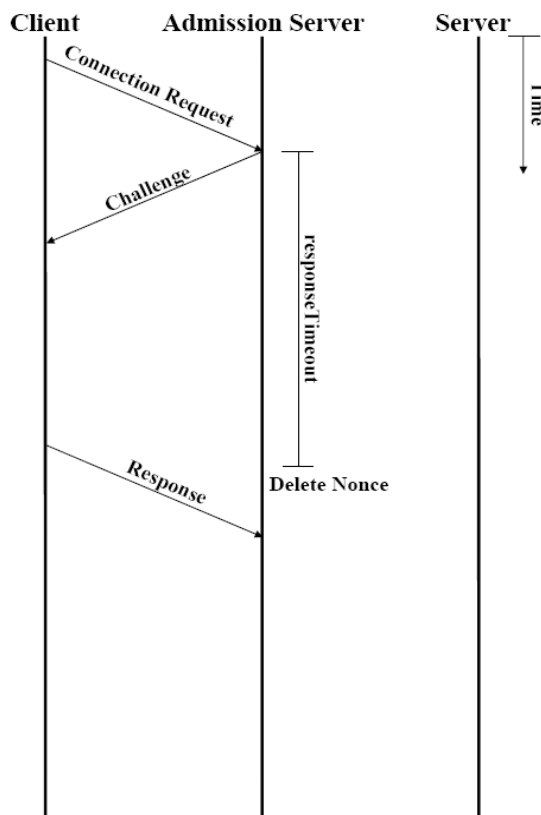 Client
Admission Server
Server
Time
Connection Request
Challenge
responseTimeout
Response
Delete Nonce